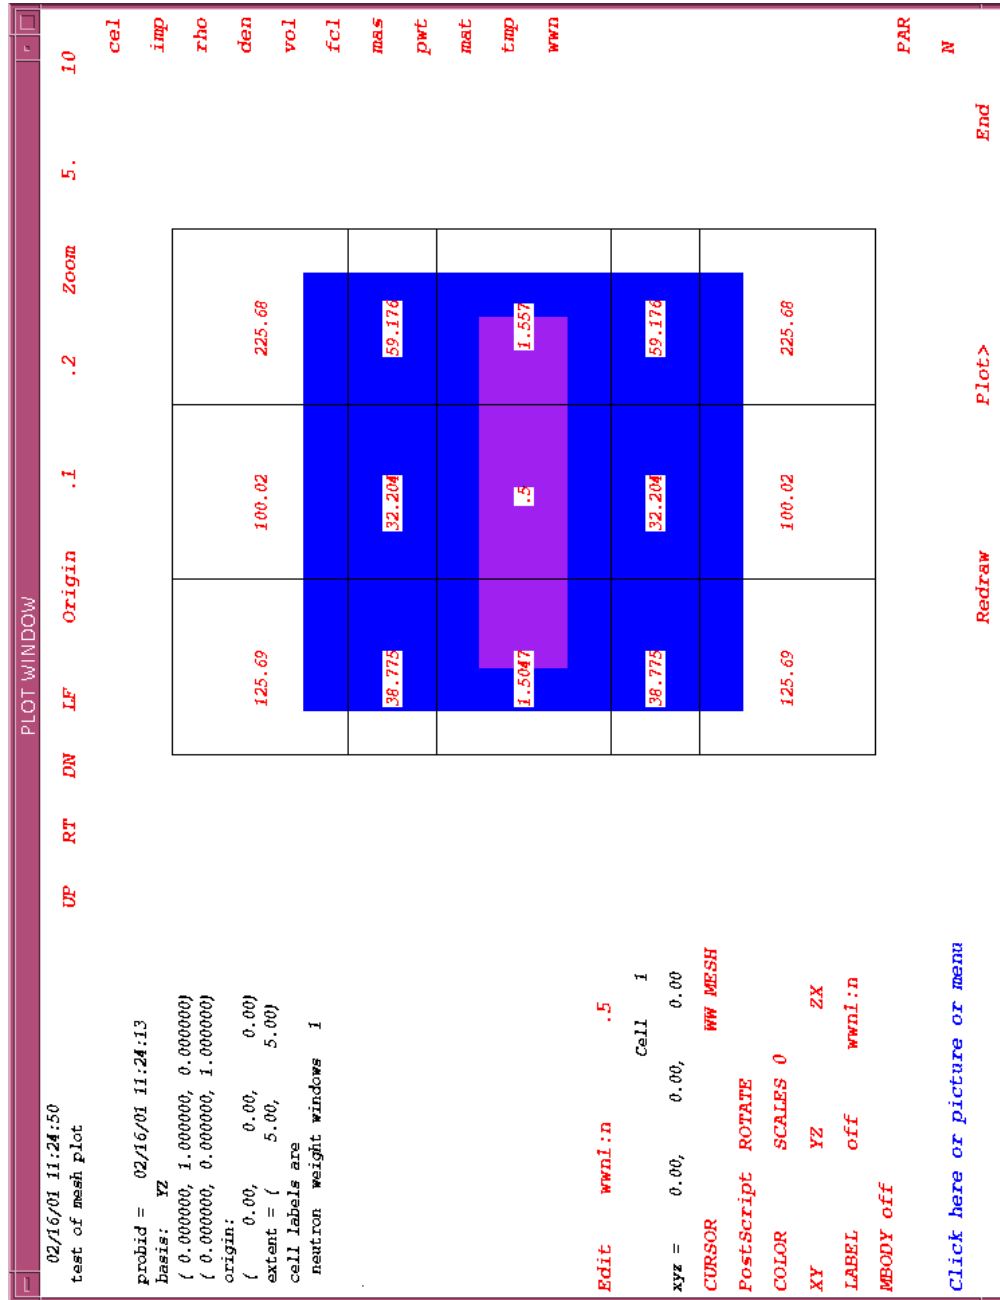 PLOT WINDOW
02/16/01 11:24:50
test of mesh plot
probid = 02/16/01 11:24:13
basis: YZ
( 0.000000, 1.000000, 0.000000)
( 0.000000, 0.000000, 1.000000)
origin:
( 0.00, 0.00, 0.00)
extent = ( 5.00, 5.00)
cell labels are
neutron weight windows 1
UP RT DN LF Origin .1 .2 Zoom 5. 10
125.69 100.02 225.68
38.775 32.204 59.176
1.5047 .5 1.557
38.775 32.204 59.176
125.69 100.02 225.68
cel
imp
rho
den
vol
fcl
mas
pwt
mat
tmp
wwn
PAR
N
Edit wwn1:n .5
Cell 1
xyz = 0.00, 0.00, 0.00
CURSOR WW MESH
PostScript ROTATE
COLOR SCALES 0
XY YZ ZX
LABEL off wwn1:n
MBODY off
Click here or picture or menu
Redraw Plot> End